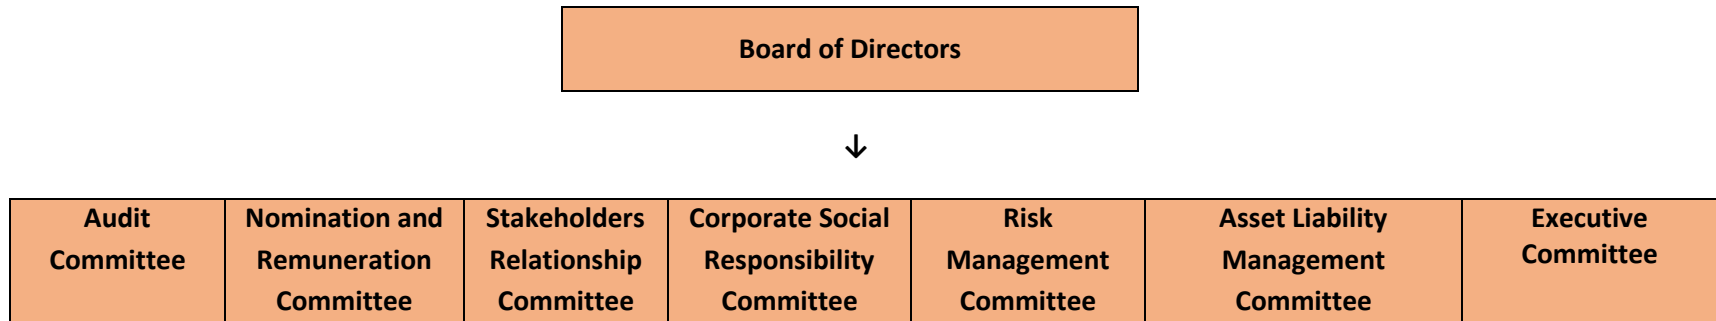 Board of Directors
↓
Audit
Committee
Nomination and
Remuneration
Committee
Stakeholders
Relationship
Committee
Corporate Social
Responsibility
Committee
Risk
Management
Committee
Asset Liability
Management
Committee
Executive
Committee